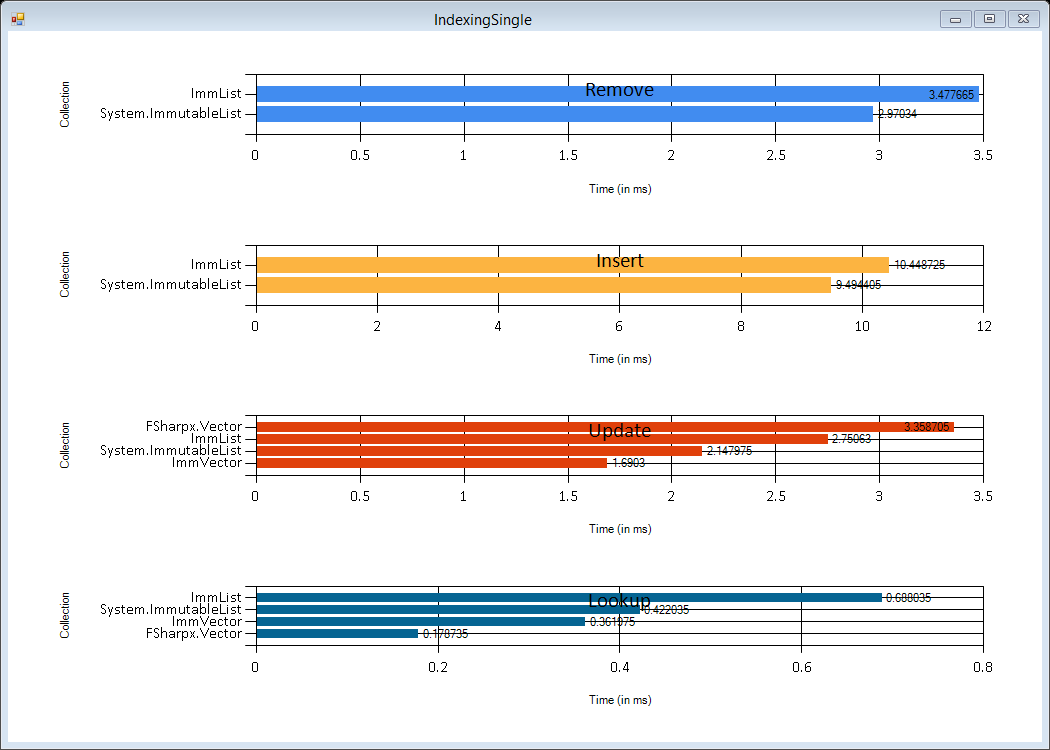 IndexingSingle
Remove
Collection
ImmList
3.477665
System.ImmutableList
2.97034
0 0.5 1 1.5 2 2.5 3 3.5
Time (in ms)
Insert
Collection
ImmList
10.448725
System.ImmutableList
9.494405
0 2 4 6 8 10 12
Time (in ms)
Update
Collection
FSharpx.Vector
3.358705
ImmList
2.75063
System.ImmutableList
2.147975
ImmVector
1.6903
0 0.5 1 1.5 2 2.5 3 3.5
Time (in ms)
Lookup
Collection
ImmList
0.688035
System.ImmutableList
0.422035
ImmVector
0.361975
FSharpx.Vector
0.178735
0 0.2 0.4 0.6 0.8
Time (in ms)